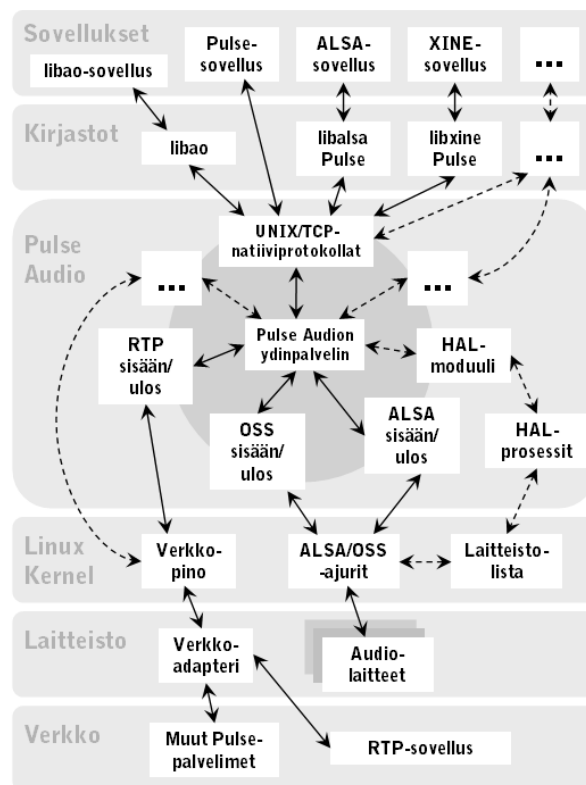 Sovellukset
libao-sovellus
Pulse-
sovellus
ALSA-
sovellus
XINE-
sovellus
...
Kirjastot
libao
libalsa
Pulse
libxine
Pulse
...
Pulse
Audio
UNIX/TCP-
natiiviprotokollat
...
...
RTP
sisään/
ulos
Pulse Audion
ydinpalvelin
HAL-
moduuli
OSS
sisään/
ulos
ALSA
sisään/
ulos
HAL-
prosessit
Linux
Kernel
Verkko-
pino
ALSA/OSS
-ajurit
Laitteisto-
lista
Laitteisto
Verkko-
adapteri
Audio-
laitteet
Verkko
Muut Pulse-
palvelimet
RTP-sovellus